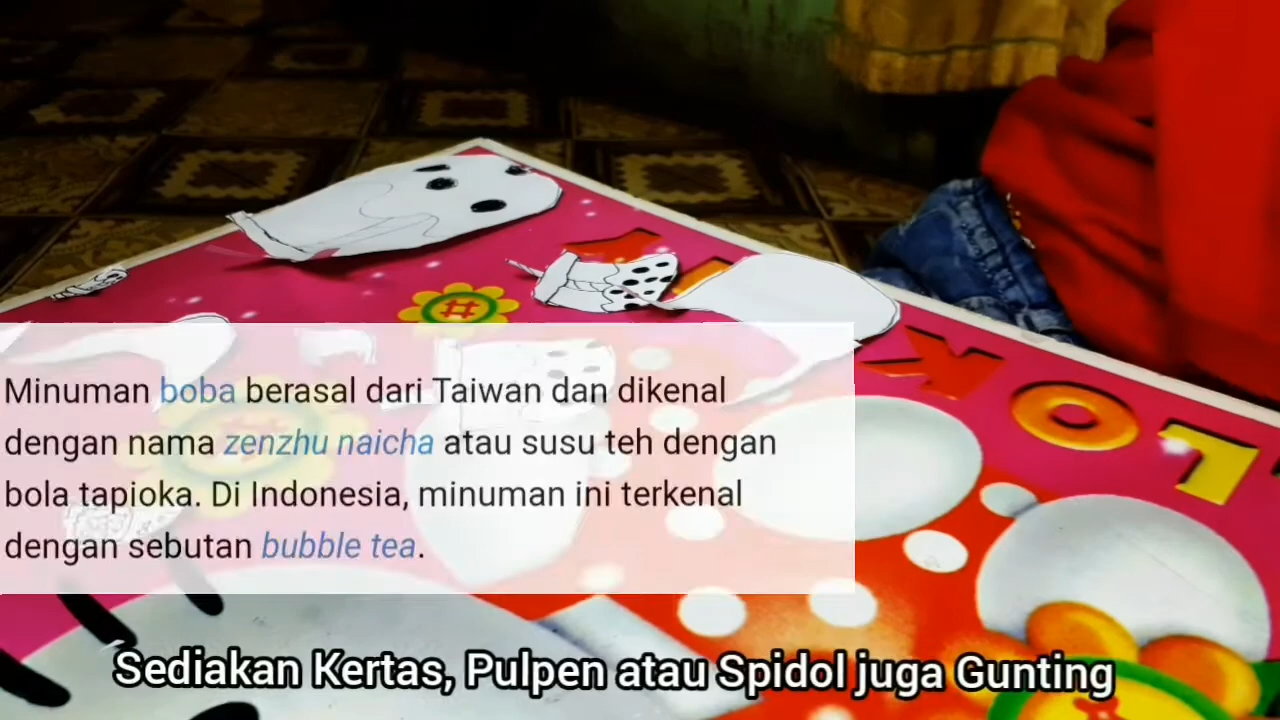 LOK
Minuman boba berasal dari Taiwan dan dikenal
dengan nama zenzhu naicha atau susu teh dengan
bola tapioka. Di Indonesia, minuman ini terkenal
dengan sebutan bubble tea.
Sediakan Kertas, Pulpen atau Spidol juga Gunting